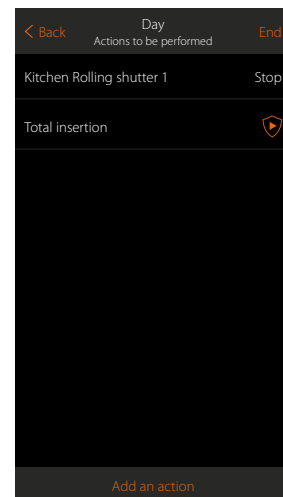 Back Day End
Actions to be performed
Kitchen Rolling shutter 1 Stop
Total insertion
Add an action